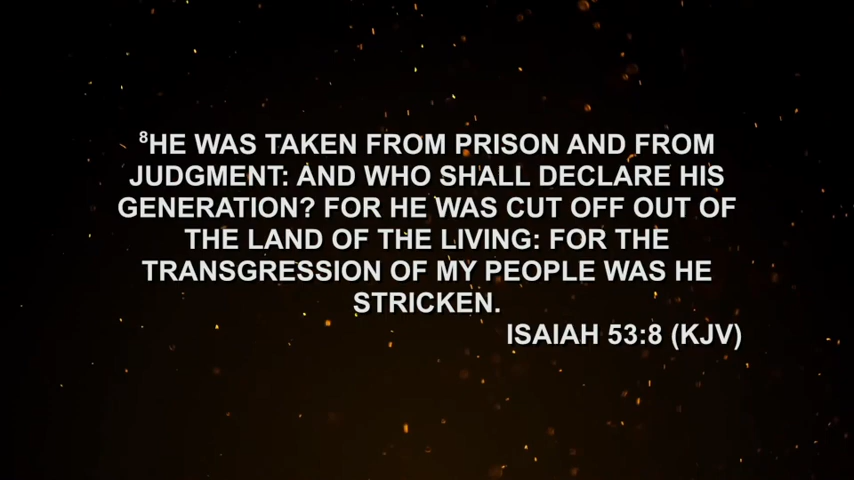 ⁸HE WAS TAKEN FROM PRISON AND FROM
JUDGMENT: AND WHO SHALL DECLARE HIS
GENERATION? FOR HE WAS CUT OFF OUT OF
THE LAND OF THE LIVING: FOR THE
TRANSGRESSION OF MY PEOPLE WAS HE
STRICKEN.
ISAIAH 53:8 (KJV)